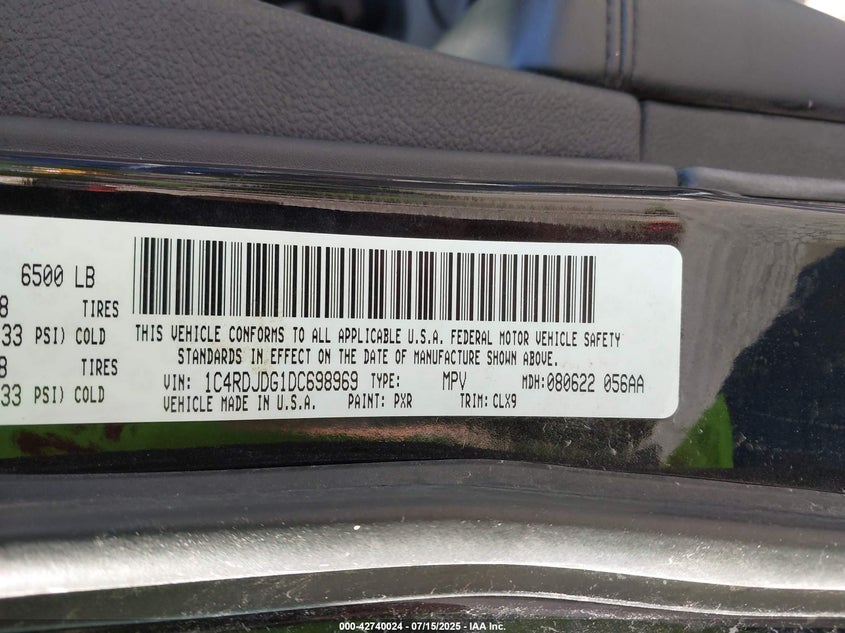 6500 LB
8 TIRES
33 PSI) COLD
8 TIRES
33 PSI) COLD
THIS VEHICLE CONFORMS TO ALL APPLICABLE U.S.A. FEDERAL MOTOR VEHICLE SAFETY
STANDARDS IN EFFECT ON THE DATE OF MANUFACTURE SHOWN ABOVE.
VIN: 1C4RDJDG1DC698969 TYPE: MPV MDH:080622 056AA
VEHICLE MADE IN U.S.A. PAINT: PXR TRIM: CLX9
000-42740024 - 07/15/2025 - IAA Inc.